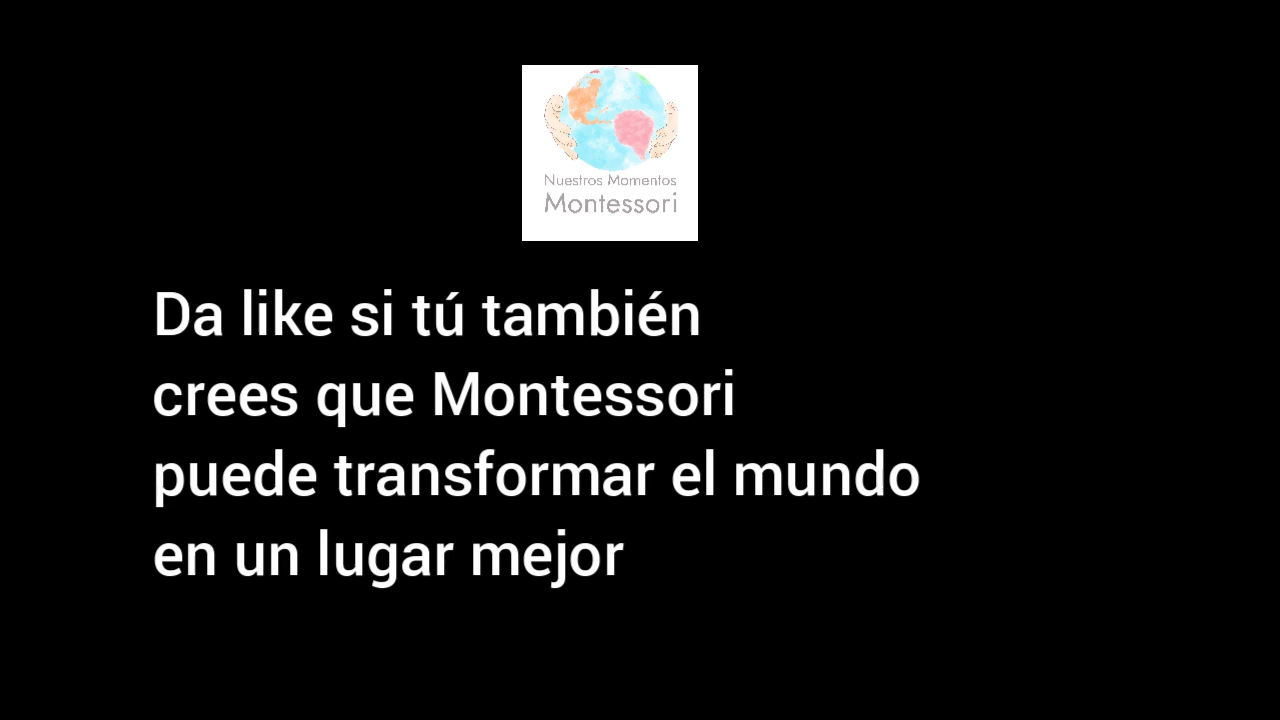 Nuestros Momentos
Montessori
Da like si tú también
crees que Montessori
puede transformar el mundo
en un lugar mejor